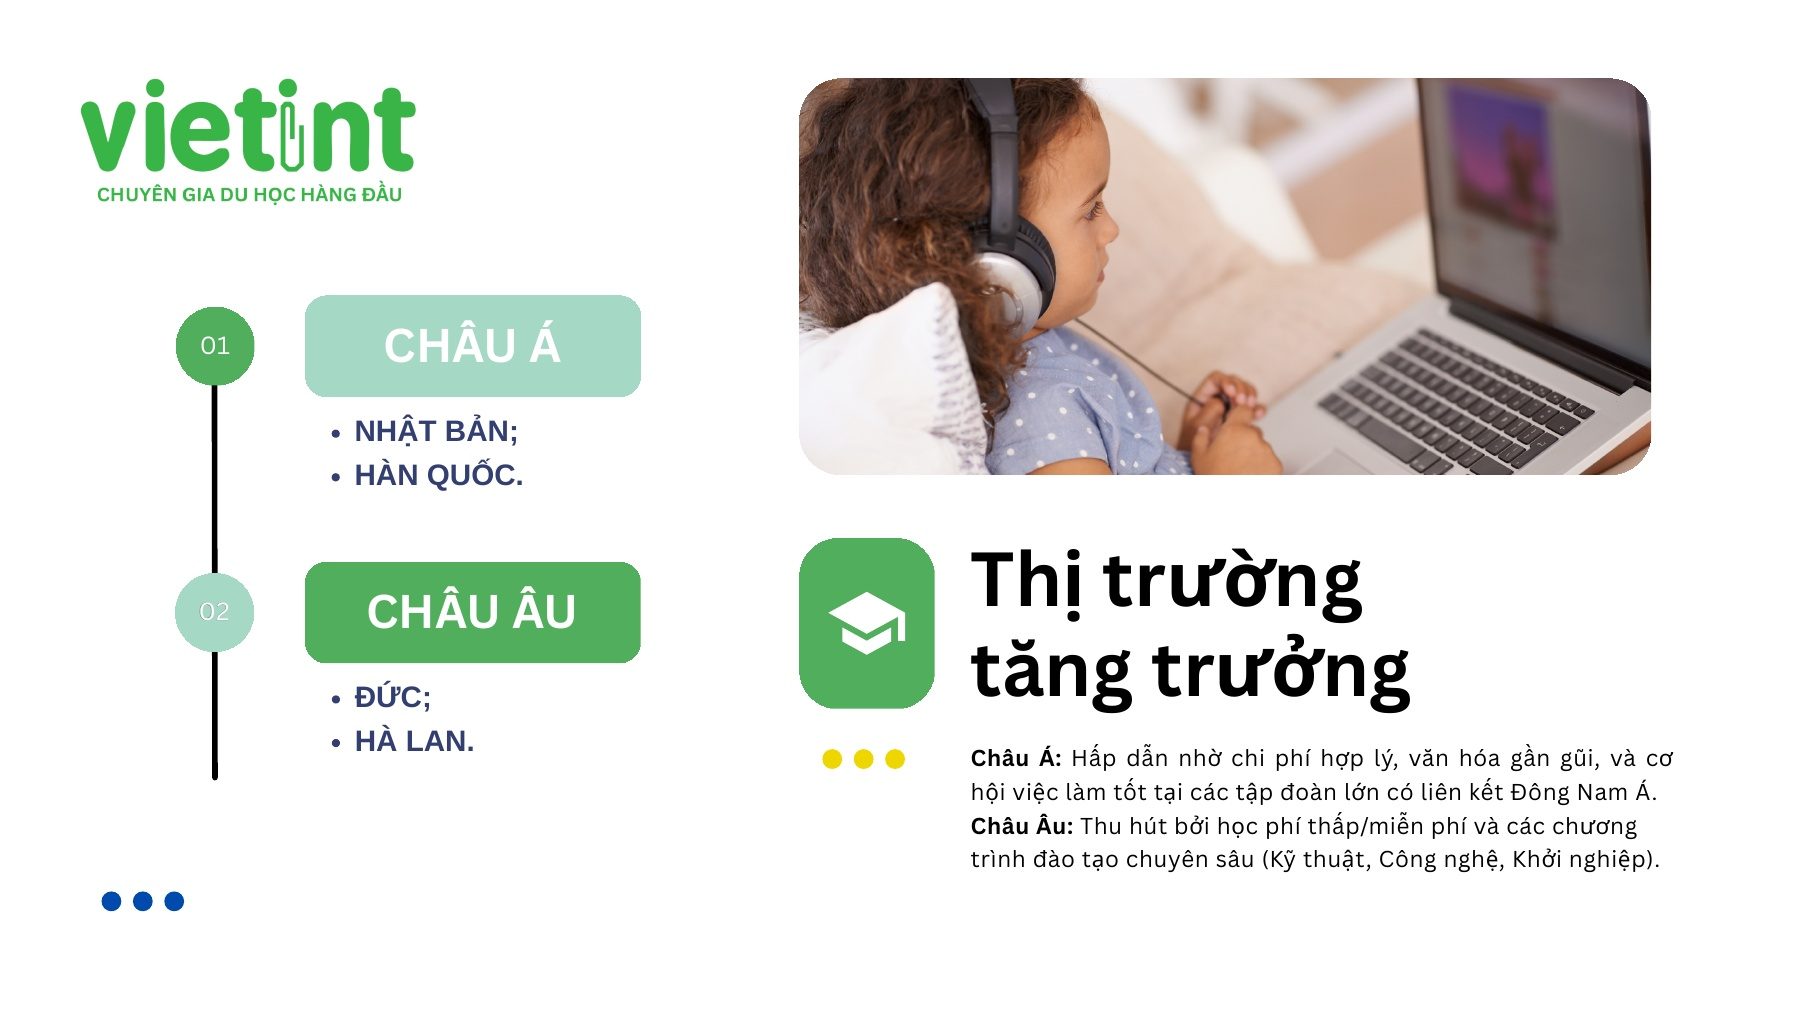 vietint
CHUYÊN GIA DU HỌC HÀNG ĐẦU
01
CHÂU Á
• NHẬT BẢN;
• HÀN QUỐC.
02
CHÂU ÂU
• ĐỨC;
• HÀ LAN.
Thị trường
tăng trưởng
Châu Á: Hấp dẫn nhờ chi phí hợp lý, văn hóa gần gũi, và cơ
hội việc làm tốt tại các tập đoàn lớn có liên kết Đông Nam Á.
Châu Âu: Thu hút bởi học phí thấp/miễn phí và các chương
trình đào tạo chuyên sâu (Kỹ thuật, Công nghệ, Khởi nghiệp).